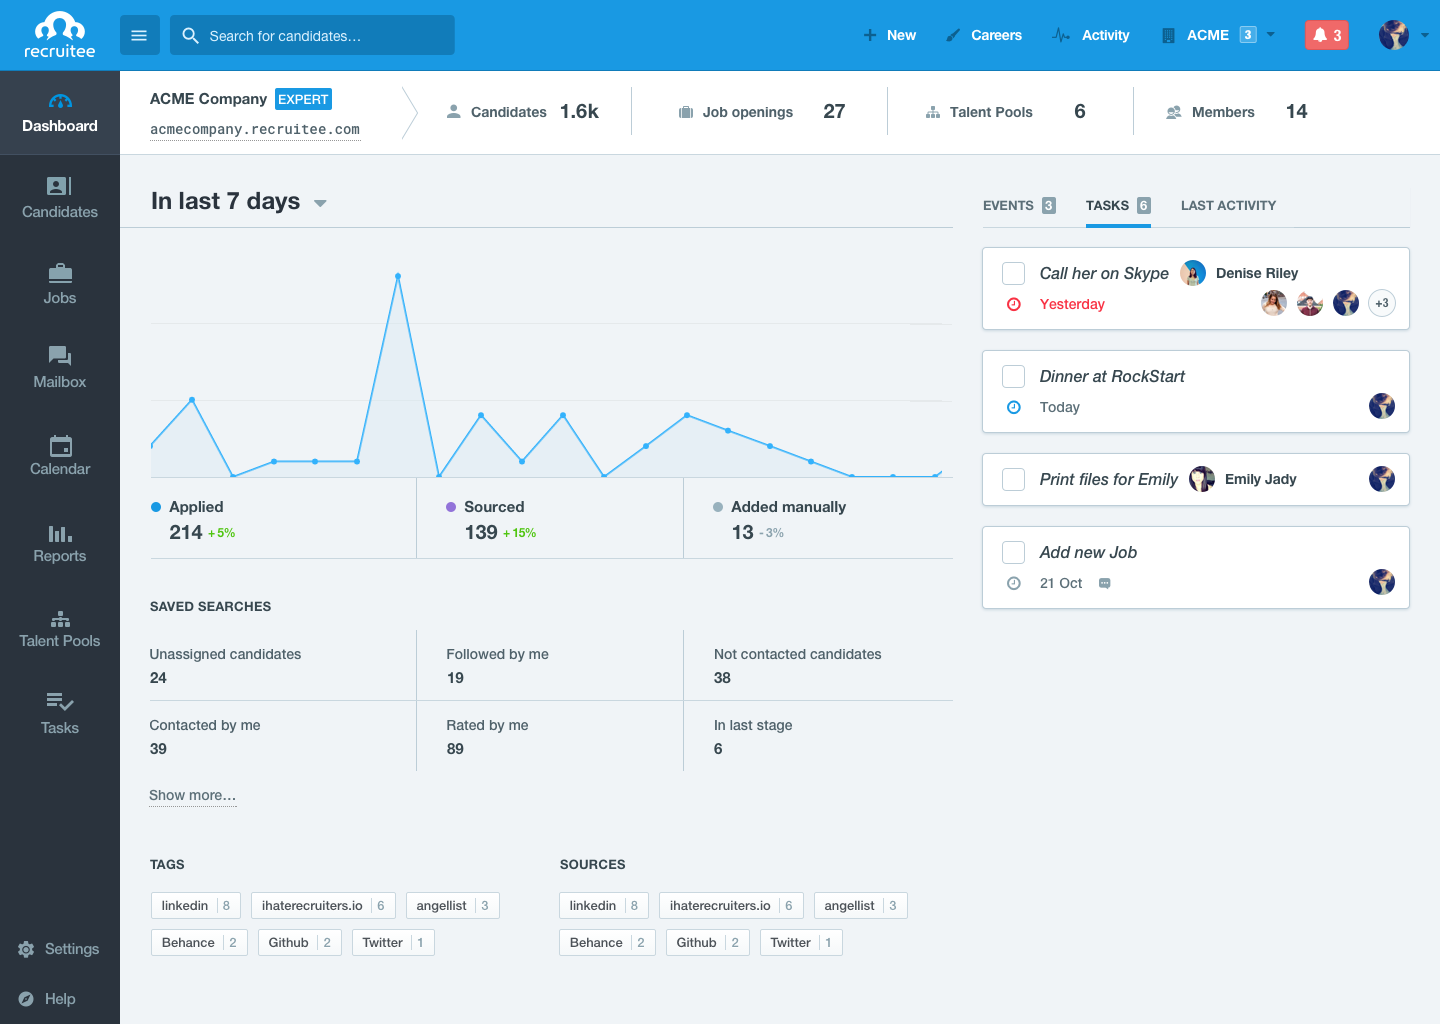 recruitee
Search for candidates...
New
Careers
Activity
ACME 3
3
Dashboard
Candidates
Jobs
Mailbox
Calendar
Reports
Talent Pools
Tasks
Settings
Help
ACME Company EXPERT
acmecompany.recruitee.com
Candidates 1.6k
Job openings 27
Talent Pools 6
Members 14
In last 7 days
Applied
214 +5%
Sourced
139 +15%
Added manually
13 -3%
SAVED SEARCHES
Unassigned candidates
24
Followed by me
19
Not contacted candidates
38
Contacted by me
39
Rated by me
89
In last stage
6
Show more...
TAGS
linkedin 8
ihaterecruiters.io 6
angellist 3
Behance 2
Github 2
Twitter 1
SOURCES
linkedin 8
ihaterecruiters.io 6
angellist 3
Behance 2
Github 2
Twitter 1
EVENTS 3
TASKS 6
LAST ACTIVITY
Call her on Skype Denise Riley
Yesterday +3
Dinner at RockStart
Today
Print files for Emily Emily Jady
Add new Job
21 Oct